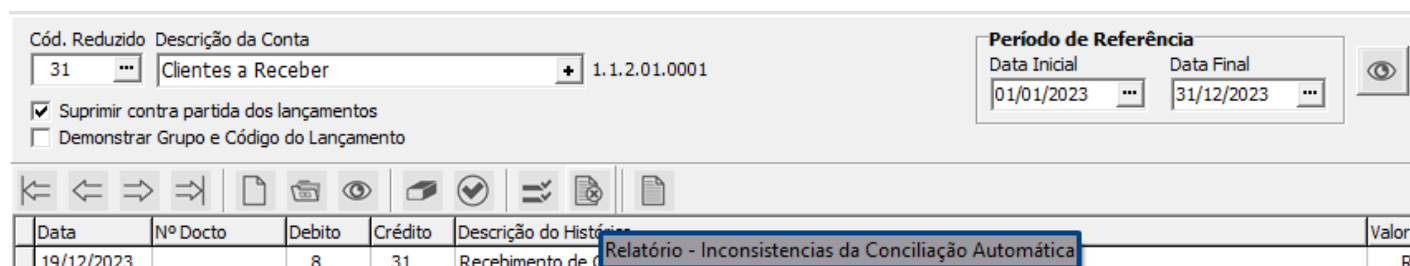 Cód. Reduzido Descrição da Conta
31 Clientes a Receber 1.1.2.01.0001
Suprimir contra partida dos lançamentos
Demonstrar Grupo e Código do Lançamento
Período de Referência
Data Inicial Data Final
01/01/2023 31/12/2023
Data Nº Docto Debito Crédito Descrição do Valor
Relatório - Inconsistencias da Conciliação Automática
19/12/2023 8 31 Recebimento de